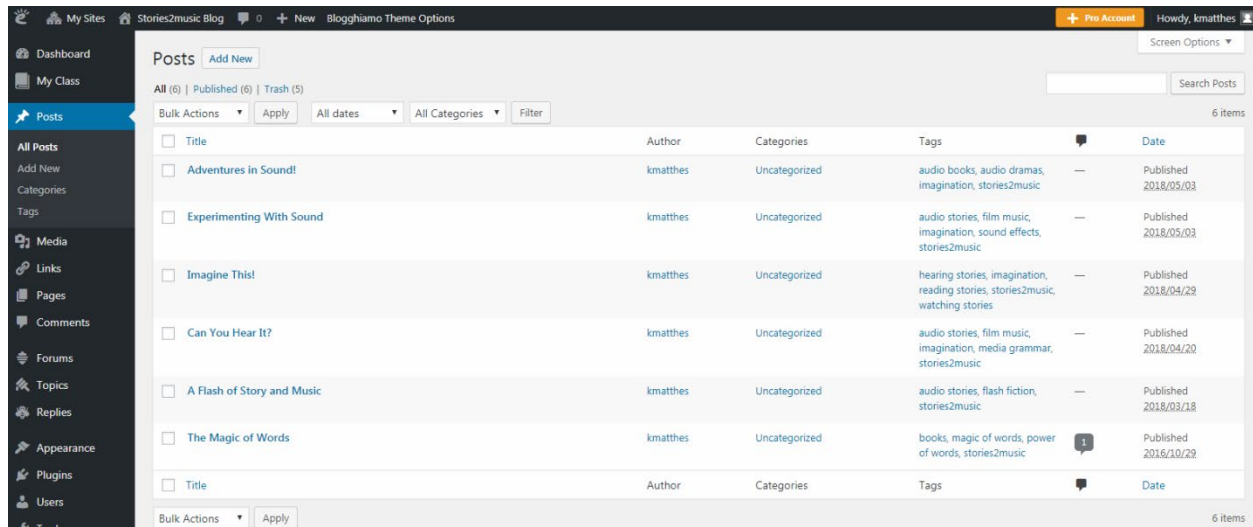 My Sites Stories2music Blog 0 + New Blogghiamo Theme Options + Pro Account Howdy, kmatthes
Screen Options ▼
Dashboard
My Class
Posts
All Posts
Add New
Categories
Tags
Media
Links
Pages
Comments
Forums
Topics
Replies
Appearance
Plugins
Users
Posts Add New
All (6) | Published (6) | Trash (5) Search Posts
Bulk Actions ▼ Apply All dates ▼ All Categories ▼ Filter 6 items
Title Author Categories Tags Date
Adventures in Sound! kmatthes Uncategorized audio books, audio dramas, — Published
imagination, stories2music 2018/05/03
Experimenting With Sound kmatthes Uncategorized audio stories, film music, — Published
imagination, sound effects, 2018/05/03
stories2music
Imagine This! kmatthes Uncategorized hearing stories, imagination, — Published
reading stories, stories2music, 2018/04/29
watching stories
Can You Hear It? kmatthes Uncategorized audio stories, film music, — Published
imagination, media grammar, 2018/04/20
stories2music
A Flash of Story and Music kmatthes Uncategorized audio stories, flash fiction, — Published
stories2music 2018/03/18
The Magic of Words kmatthes Uncategorized books, magic of words, power 1 Published
of words, stories2music 2016/10/29
Title Author Categories Tags Date
Bulk Actions ▼ Apply 6 items